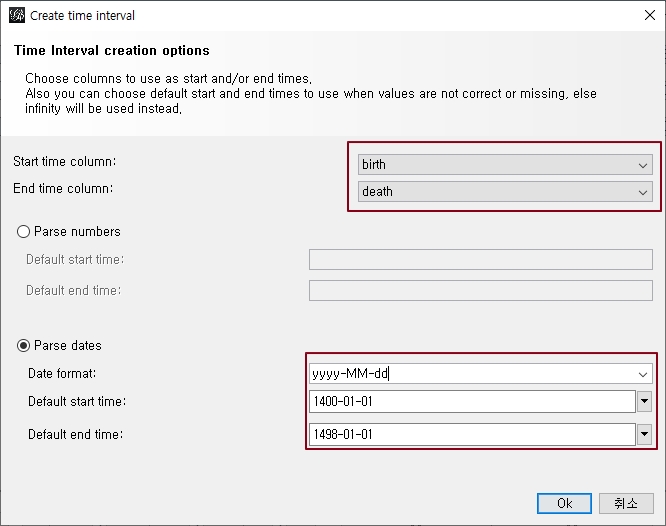 Create time interval
Time Interval creation options
Choose columns to use as start and/or end times.
Also you can choose default start and end times to use when values are not correct or missing, else
infinity will be used instead.
Start time column: birth
End time column: death
Parse numbers
Default start time:
Default end time:
Parse dates
Date format: yyyy-MM-dd
Default start time: 1400-01-01
Default end time: 1498-01-01
Ok 취소